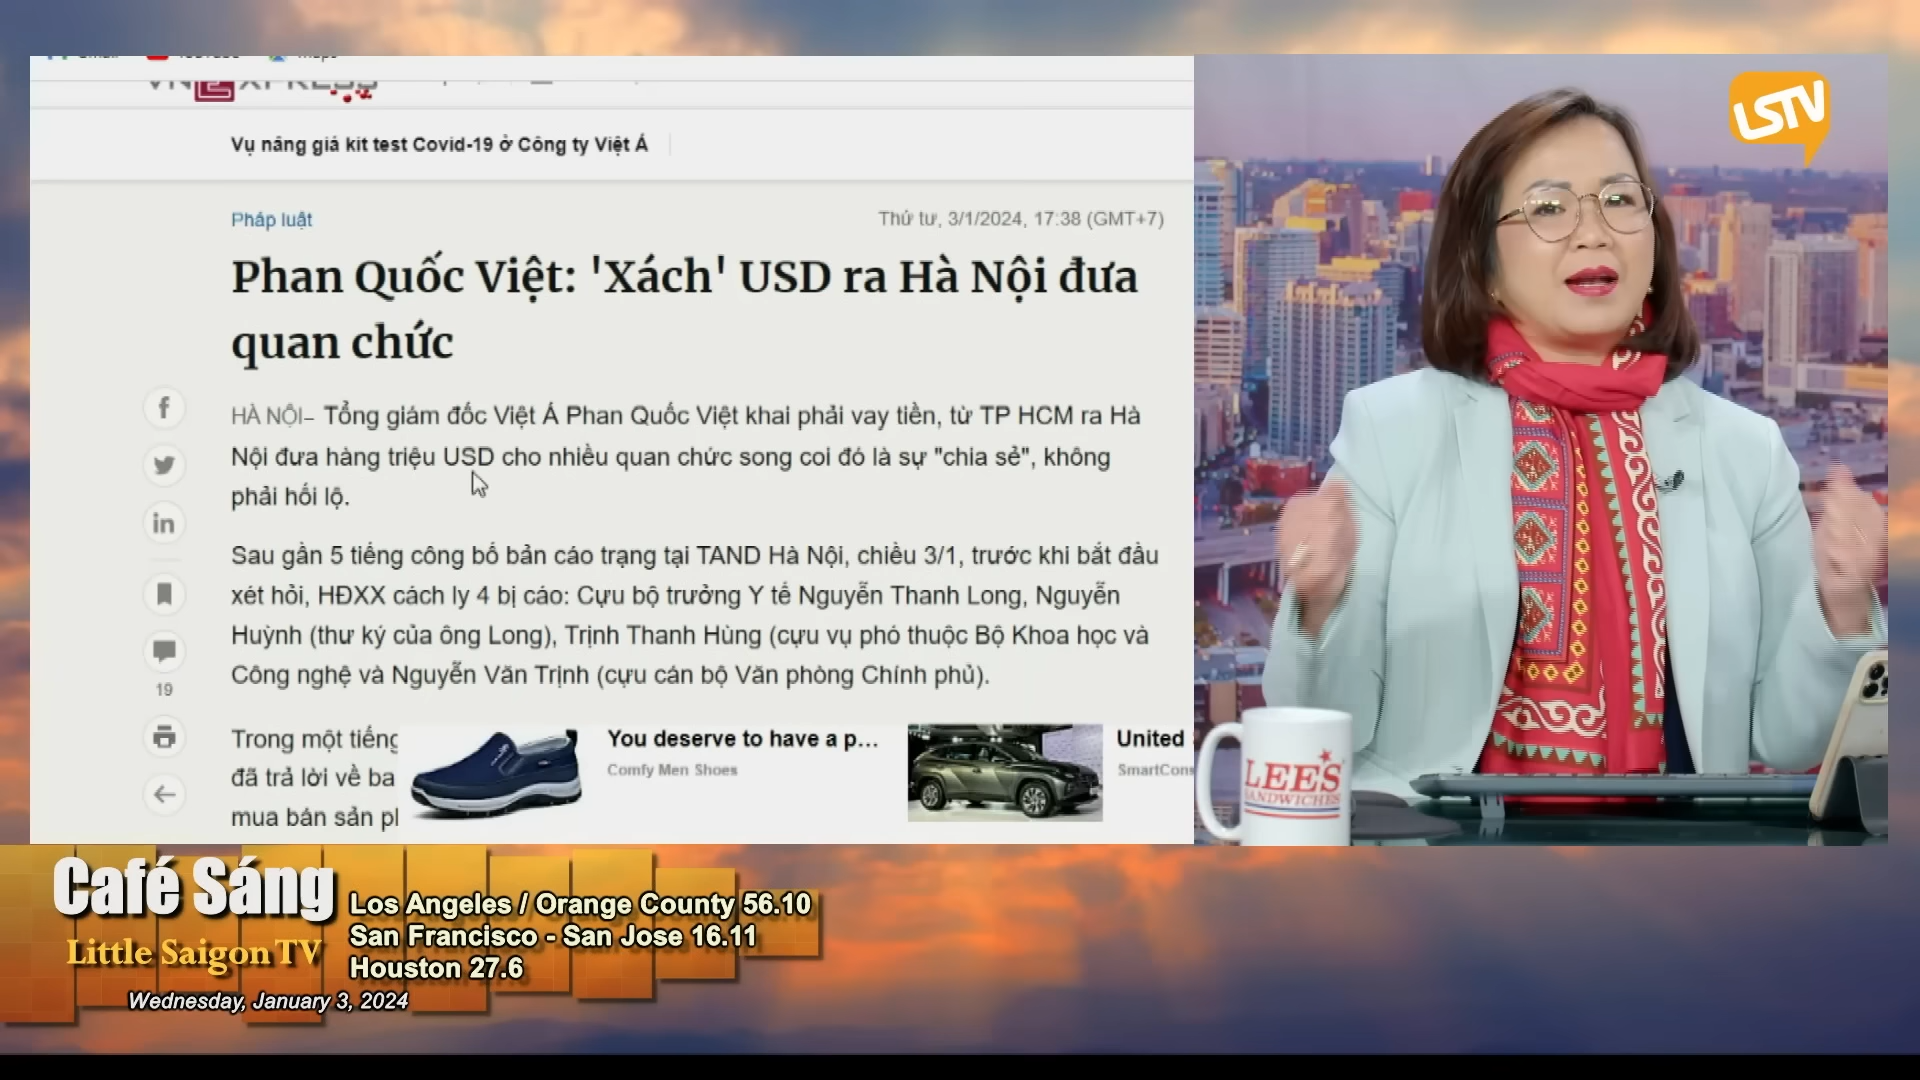 VNEXPRESS
Vụ nâng giá kit test Covid-19 ở Công ty Việt Á
Pháp luật
Thứ tư, 3/1/2024, 17:38 (GMT+7)
Phan Quốc Việt: 'Xách' USD ra Hà Nội đưa
quan chức
HÀ NỘI– Tổng giám đốc Việt Á Phan Quốc Việt khai phải vay tiền, từ TP HCM ra Hà
Nội đưa hàng triệu USD cho nhiều quan chức song coi đó là sự "chia sẻ", không
phải hối lộ.
Sau gần 5 tiếng công bố bản cáo trạng tại TAND Hà Nội, chiều 3/1, trước khi bắt đầu
xét hỏi, HĐXX cách ly 4 bị cáo: Cựu bộ trưởng Y tế Nguyễn Thanh Long, Nguyễn
Huỳnh (thư ký của ông Long), Trịnh Thanh Hùng (cựu vụ phó thuộc Bộ Khoa học và
Công nghệ và Nguyễn Văn Trịnh (cựu cán bộ Văn phòng Chính phủ).
19
Trong một tiếng
đã trả lời về ba
mua bán sản
You deserve to have a p...
Comfy Men Shoes
United
SmartCons
LSTV
LEE'S
SANDWICHES
Café Sáng
Little Saigon TV
Los Angeles / Orange County 56.10
San Francisco - San Jose 16.11
Houston 27.6
Wednesday, January 3, 2024